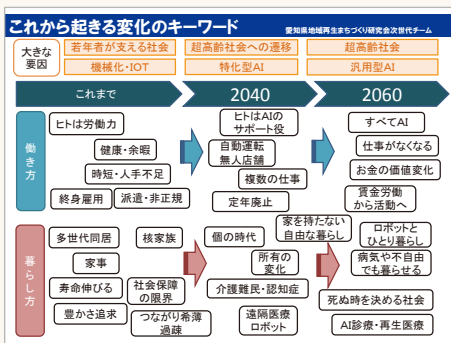 これから起きる変化のキーワード
愛知県地域再生まちづくり研究会次世代チーム
大きな
要因
若年者が支える社会
超高齢社会への遷移
超高齢社会
機械化・IOT
特化型AI
汎用型AI
これまで
2040
2060
働き方
ヒトは労働力
健康・余暇
時短・人手不足
終身雇用
派遣・非正規
ヒトはAIの
サポート役
自動運転
無人店舗
複数の仕事
定年廃止
すべてAI
仕事がなくなる
お金の価値変化
賃金労働
から活動へ
暮らし方
多世代同居
核家族
家事
寿命伸びる
社会保障
の限界
豊かさ追求
つながり希薄
過疎
個の時代
家を持たない
自由な暮らし
所有の
変化
介護難民・認知症
遠隔医療
ロボット
ロボットと
ひとり暮らし
病気や不自由
でも暮らせる
死ぬ時を決める社会
AI診療・再生医療